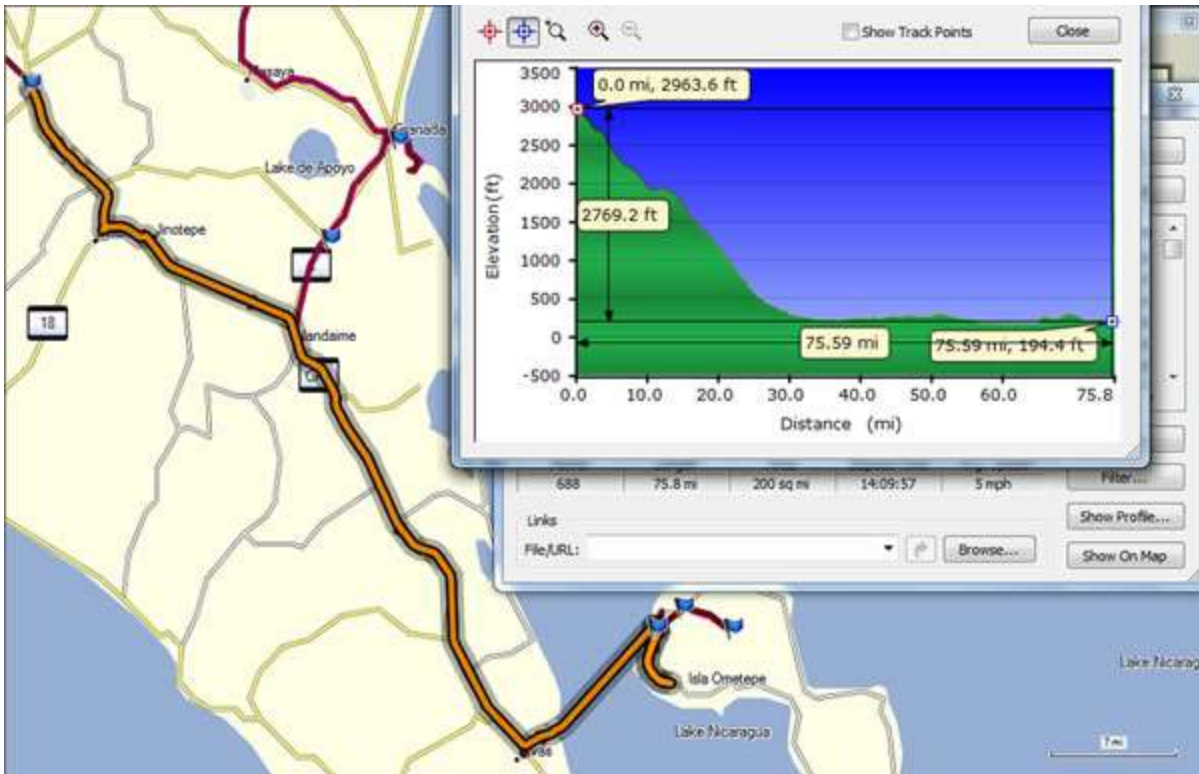 Granada
Lake de Apoyo
Jinotepe
18
Nandaime
Isla Ometepe
Lake Nicaragua
Show Track Points
Close
3500
3000
2500
2000
1500
1000
500
0
-500
Elevation(ft)
0.0 mi, 2963.6 ft
2769.2 ft
75.59 mi
75.59 mi, 194.4 ft
0.0 10.0 20.0 30.0 40.0 50.0 60.0 75.8
Distance (mi)
688 75.8 mi 200 sq mi 14:09:57 5 mph
Filter...
Links
Show Profile...
File/URL: Browse... Show On Map
7 mi